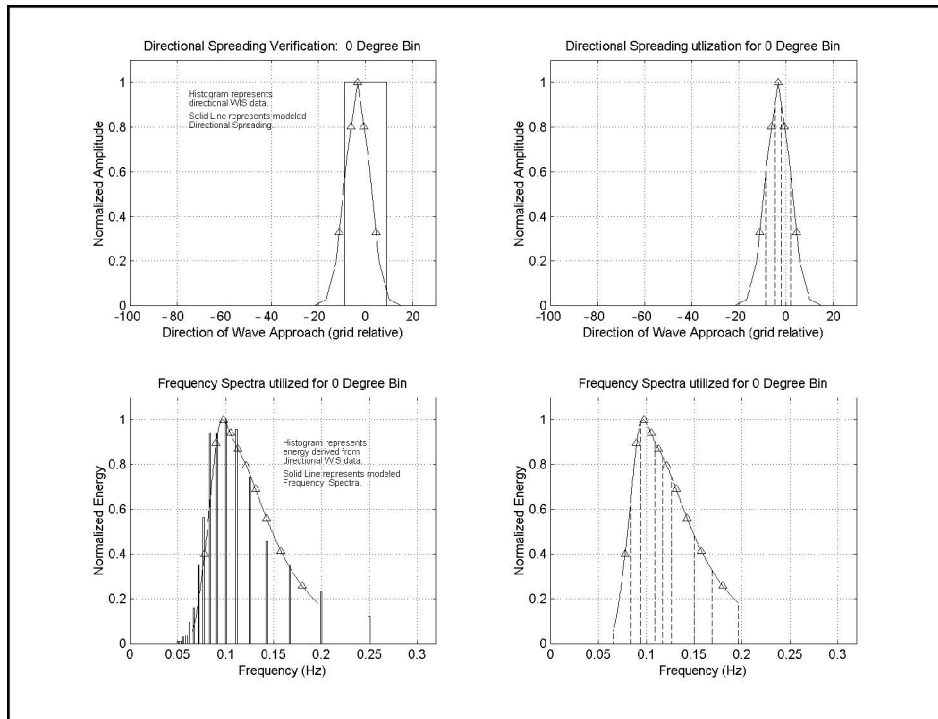 Directional Spreading Verification:  0 Degree Bin
1
0.8
0.6
0.4
0.2
0
Normalized Amplitude
Histogram represents
directional WIS data.
Solid Line represents modeled
Directional Spreading.
-100
-80
-60
-40
-20
0
20
Direction of Wave Approach (grid relative)
Directional Spreading utlization for 0 Degree Bin
1
0.8
0.6
0.4
0.2
0
Normalized Amplitude
-100
-80
-60
-40
-20
0
20
Direction of Wave Approach (grid relative)
Frequency Spectra utilized for 0 Degree Bin
1
0.8
0.6
0.4
0.2
0
Normalized Energy
Histogram represents
energy derived from
directional WIS data.
Solid Line represents modeled
Frequency Spectra.
0
0.05
0.1
0.15
0.2
0.25
0.3
Frequency (Hz)
Frequency Spectra utilized for 0 Degree Bin
1
0.8
0.6
0.4
0.2
0
Normalized Energy
0
0.05
0.1
0.15
0.2
0.25
0.3
Frequency (Hz)